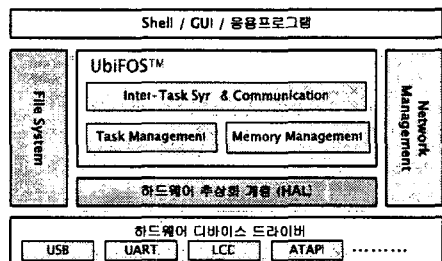 Shell / GUI / 응용프로그램
File System
UbiFOS™
Inter-Task Syr & Communication
Task Management
Memory Management
Network Management
하드웨어 추상화 계층 (HAL)
하드웨어 디바이스 드라이버
USB
UART
LCD
ATAPI
.........